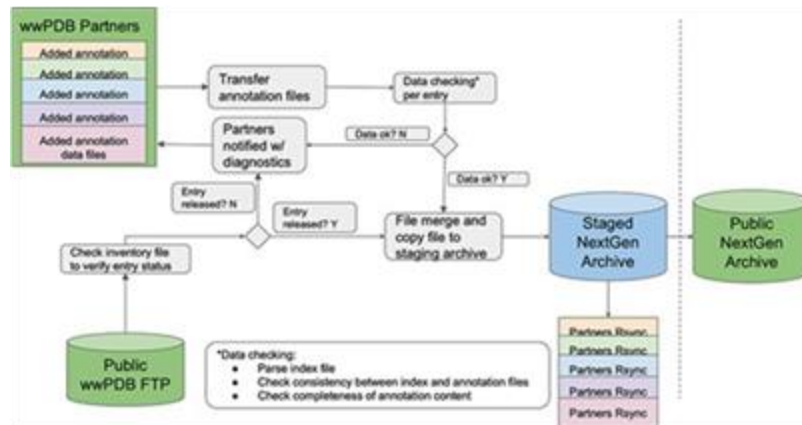 wwPDB Partners
Added annotation
Added annotation
Added annotation
Added annotation
Added annotation
data files
Transfer
annotation files
Data checking*
per entry
Partners
notified w/
diagnostics
Data ok? N
Data ok? Y
Entry
released? N
Entry
released? Y
Check inventory file
to verify entry status
File merge and
copy file to
staging archive
Staged
NextGen
Archive
Public
NextGen
Archive
Public
wwPDB FTP
*Data checking:
● Parse index file
● Check consistency between index and annotation files
● Check completeness of annotation content
Partners Rsync
Partners Rsync
Partners Rsync
Partners Rsync
Partners Rsync